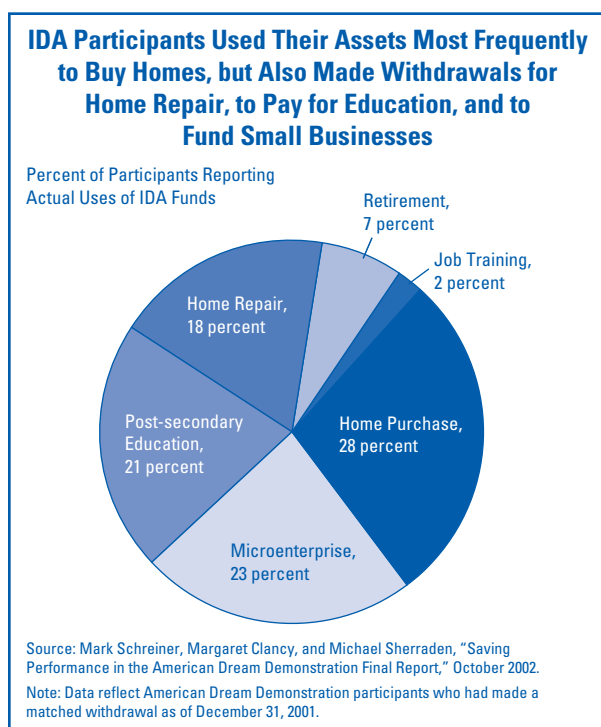 IDA Participants Used Their Assets Most Frequently
to Buy Homes, but Also Made Withdrawals for
Home Repair, to Pay for Education, and to
Fund Small Businesses
Percent of Participants Reporting
Actual Uses of IDA Funds
Retirement,
7 percent
Job Training,
2 percent
Home Repair,
18 percent
Home Purchase,
28 percent
Post-secondary
Education,
21 percent
Microenterprise,
23 percent
Source: Mark Schreiner, Margaret Clancy, and Michael Sherraden, “Saving
Performance in the American Dream Demonstration Final Report,” October 2002.
Note: Data reflect American Dream Demonstration participants who had made a
matched withdrawal as of December 31, 2001.